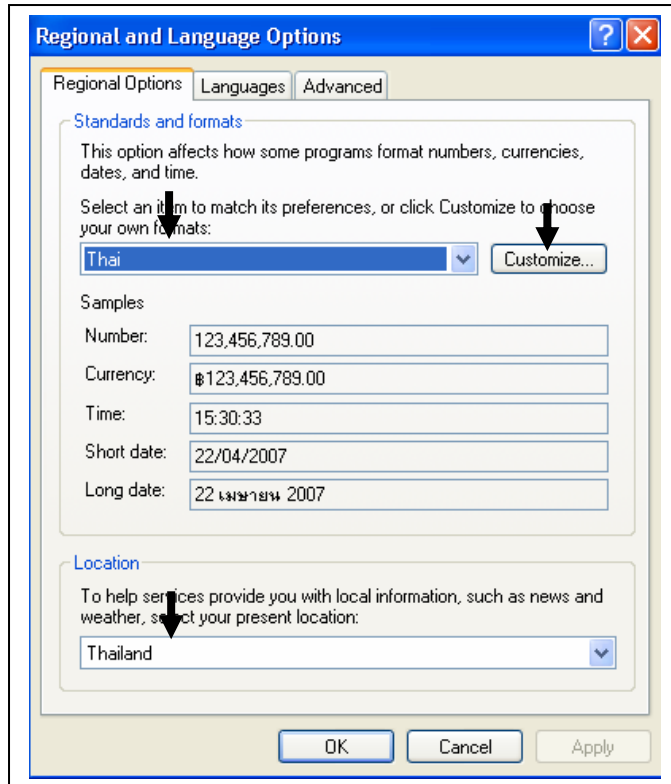 Regional and Language Options
Regional Options Languages Advanced
Standards and formats
This option affects how some programs format numbers, currencies,
dates, and time.
Select an item to match its preferences, or click Customize to choose
your own formats:
Thai Customize...
Samples
Number: 123,456,789.00
Currency: ฿123,456,789.00
Time: 15:30:33
Short date: 22/04/2007
Long date: 22 เมษายน 2007
Location
To help services provide you with local information, such as news and
weather, select your present location:
Thailand
OK Cancel Apply